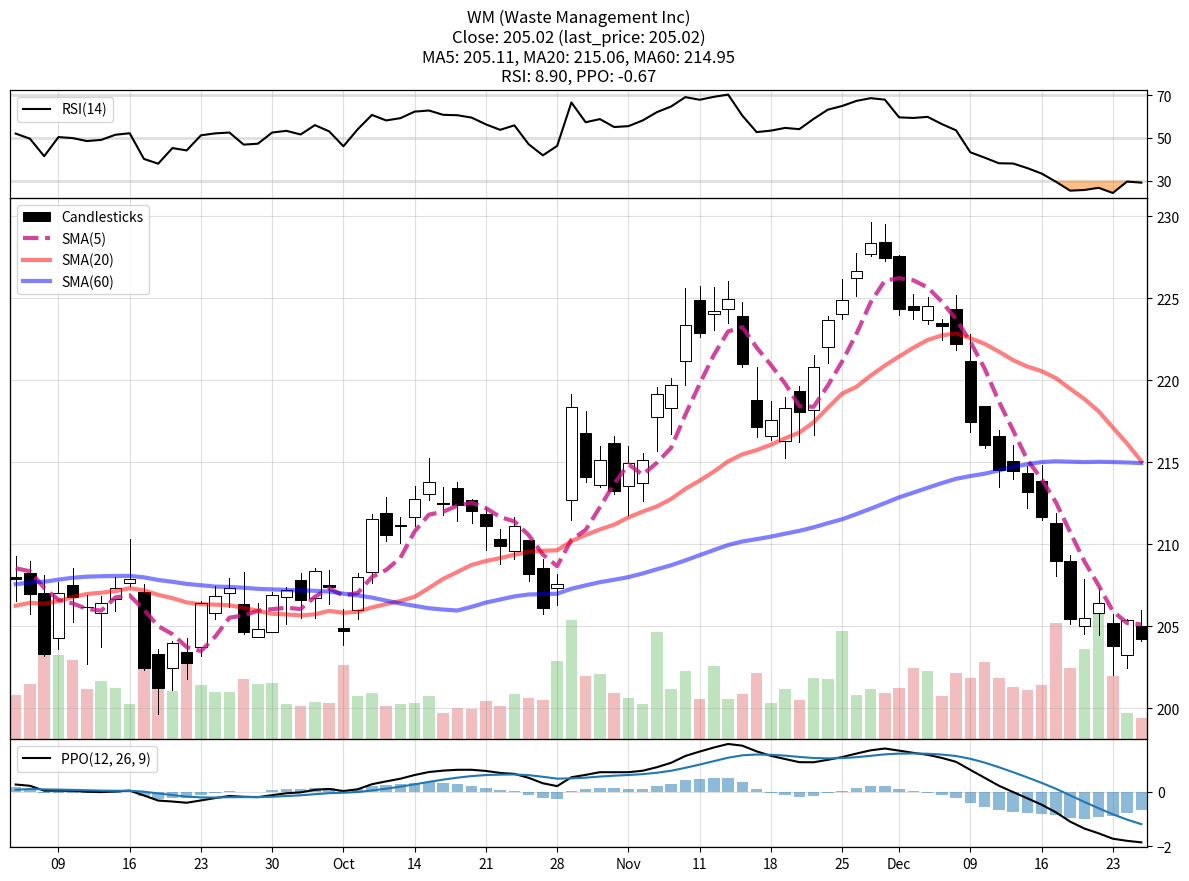 WM (Waste Management Inc)
Close: 205.02 (last_price: 205.02)
MA5: 205.11, MA20: 215.06, MA60: 214.95
RSI: 8.90, PPO: -0.67
RSI(14)
70
50
30
Candlesticks
SMA(5)
SMA(20)
SMA(60)
230
225
220
215
210
205
200
PPO(12, 26, 9)
0
−2
09 16 23 30 Oct 14 21 28 Nov 11 18 25 Dec 09 16 23